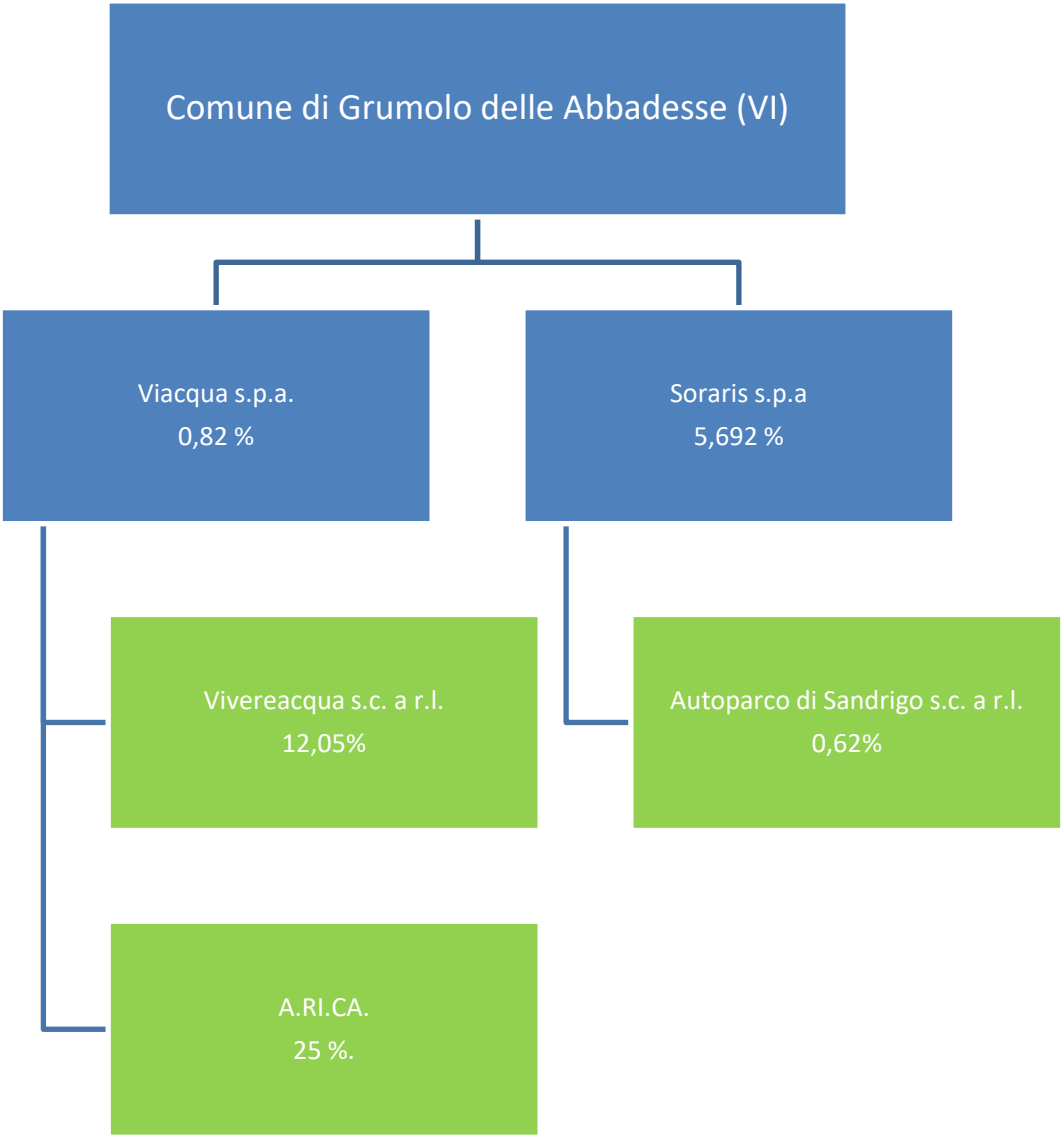 Comune di Grumolo delle Abbadesse (VI)
Viacqua s.p.a.
0,82 %
Soraris s.p.a
5,692 %
Vivereacqua s.c. a r.l.
12,05%
Autoparco di Sandrigo s.c. a r.l.
0,62%
A.RI.CA.
25 %.